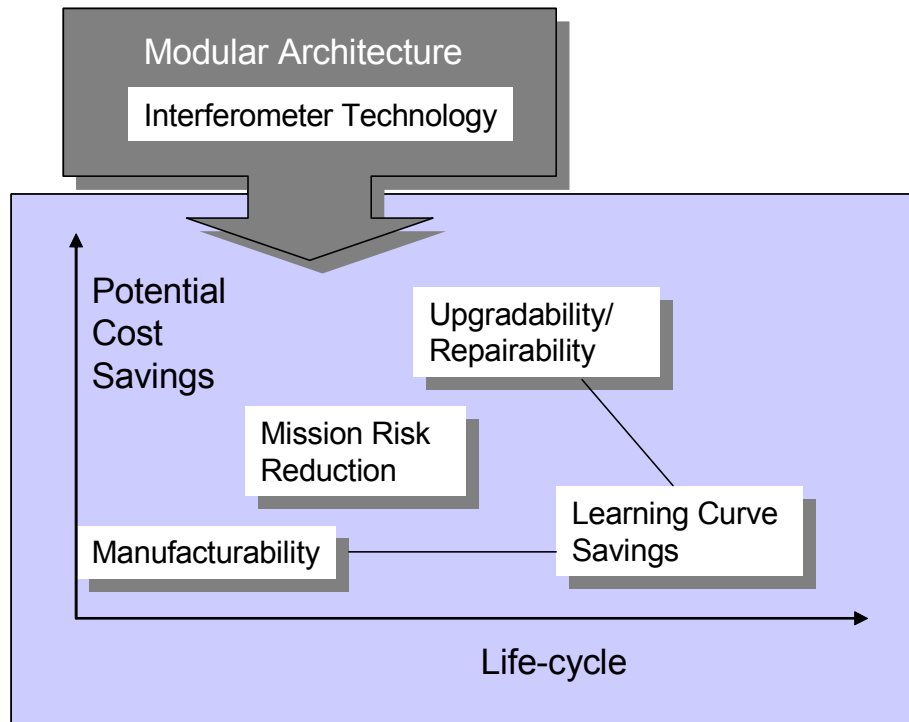 Modular Architecture
Interferometer Technology
Potential
Cost
Savings
Upgradability/
Repairability
Mission Risk
Reduction
Learning Curve
Savings
Manufacturability
Life-cycle